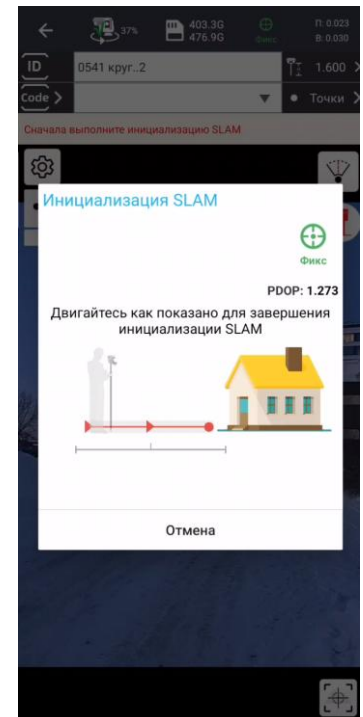 37%
403.3G
476.9G
Фикс
П: 0.023
В: 0.030
ID
0541 круг..2
1.600
Code
Точки
Сначала выполните инициализацию SLAM
Инициализация SLAM
Фикс
PDOP: 1.273
Двигайтесь как показано для завершения
инициализации SLAM
Отмена